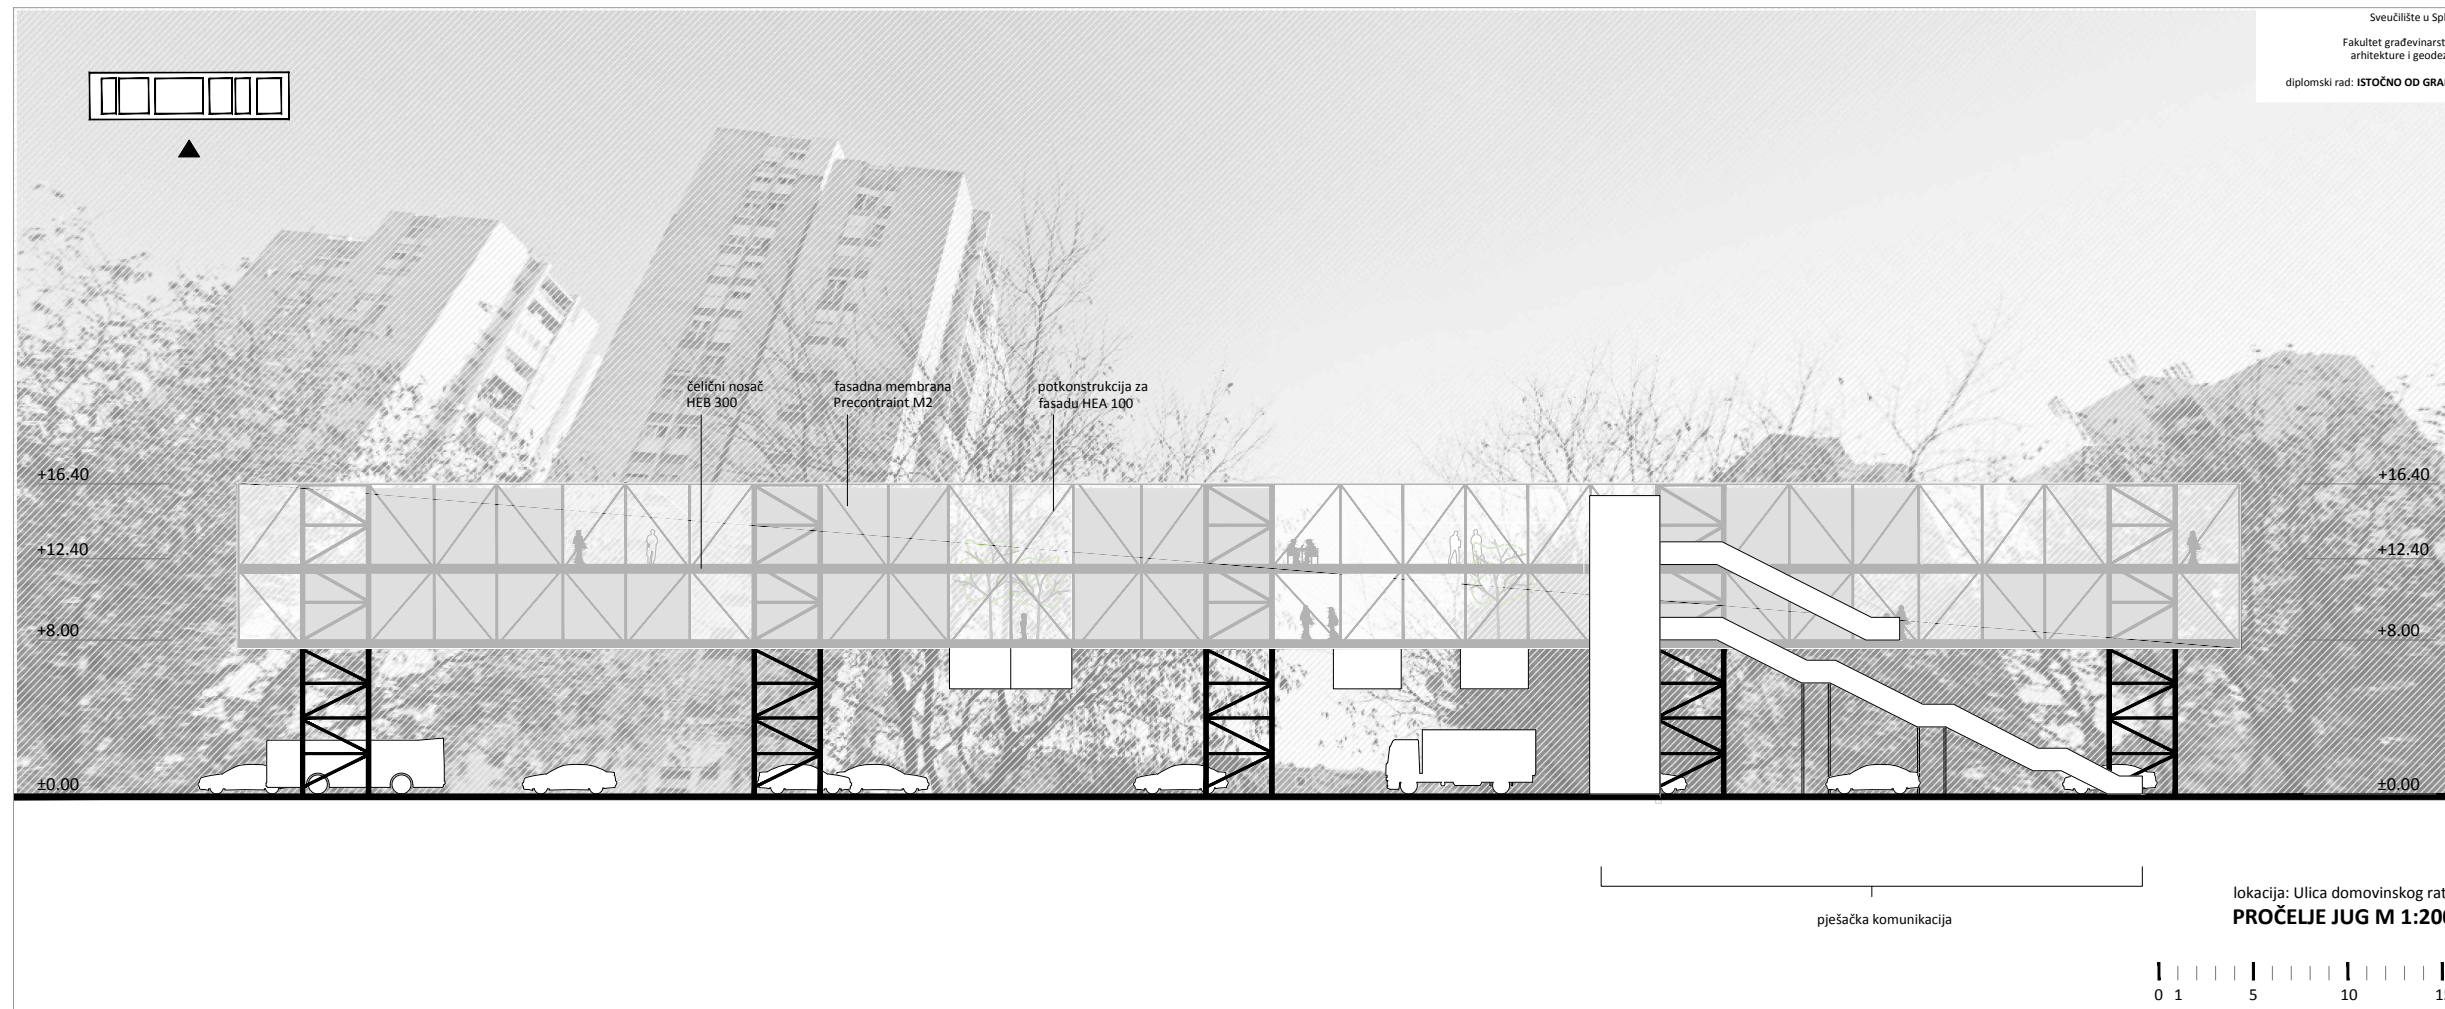 Sveučilište u Spl
Fakultet građevinarst
arhitekture i geodez
diplomski rad: ISTOČNO OD GRA
čelični nosač
HEB 300
fasadna membrana
Precontraint M2
potkonstrukcija za
fasadu HEA 100
+16.40
+16.40
+12.40
+12.40
+8.00
+8.00
±0.00
±0.00
pješačka komunikacija
lokacija: Ulica domovinskog rat
PROČELJE JUG M 1:200
0 1 5 10 15